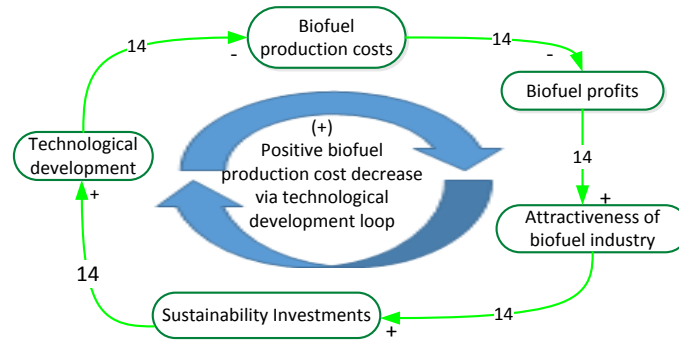 Biofuel
production costs
14
-
14
-
Biofuel profits
14
+
Attractiveness of
biofuel industry
14
+
Sustainability Investments
14
+
Technological
development
(+)
Positive biofuel
production cost decrease
via technological
development loop